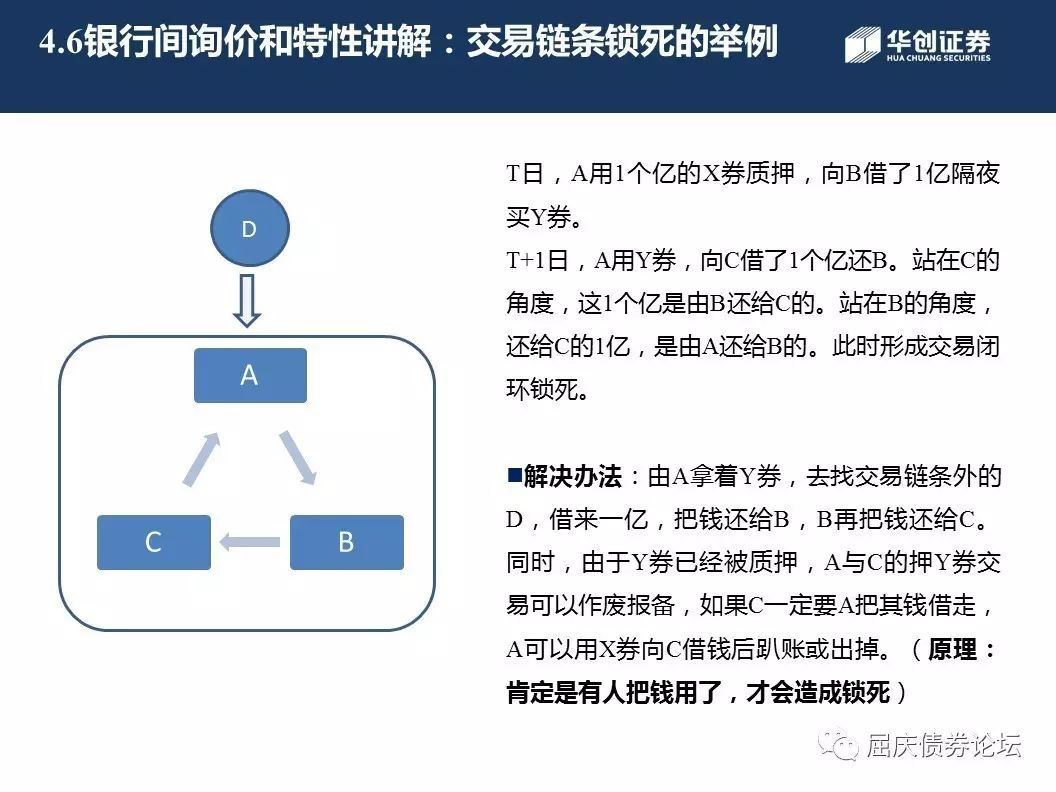 4.6银行间询价和特性讲解：交易链条锁死的举例
华创证券
HUA CHUANG SECURITIES
D
A
C
B
T日，A用1个亿的X券质押，向B借了1亿隔夜
买Y券。
T+1日，A用Y券，向C借了1个亿还B。站在C的
角度，这1个亿是由B还给C的。站在B的角度，
还给C的1亿，是由A还给B的。此时形成交易闭
环锁死。
■解决办法：由A拿着Y券，去找交易链条外的
D，借来一亿，把钱还给B，B再把钱还给C。
同时，由于Y券已经被质押，A与C的押Y券交
易可以作废报备，如果C一定要A把其钱借走，
A可以用X券向C借钱后趴账或出掉。（原理：
肯定是有人把钱用了，才会造成锁死）
屈庆债券论坛